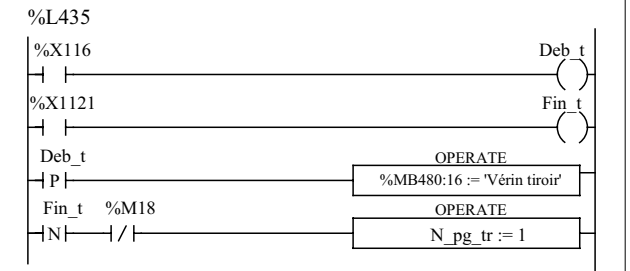 %L435
%X116 Deb_t
%X1121 Fin_t
Deb_t OPERATE
P %MB480:16 := 'Vérin tiroir'
Fin_t %M18 OPERATE
N / N_pg_tr := 1